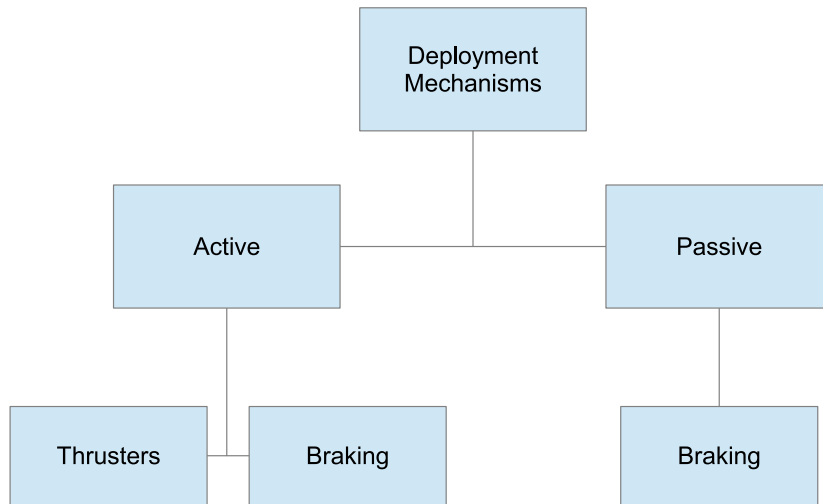 Deployment
Mechanisms
Active
Passive
Thrusters
Braking
Braking